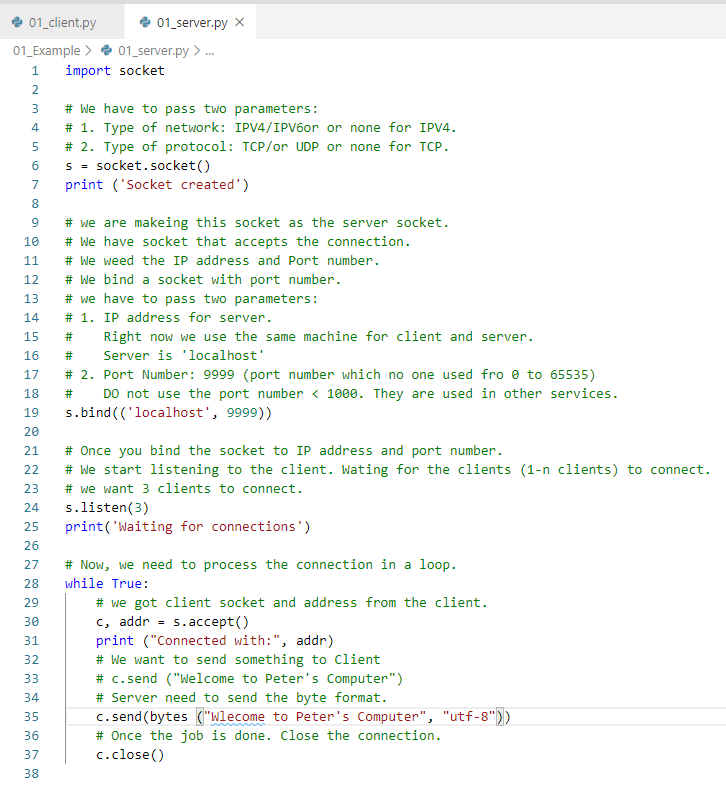 01_client.py 01_server.py ×
01_Example > 01_server.py > ...
1 import socket
2
3 # We have to pass two parameters:
4 # 1. Type of network: IPV4/IPV6or or none for IPV4.
5 # 2. Type of protocol: TCP/or UDP or none for TCP.
6 s = socket.socket()
7 print ('Socket created')
8
9 # we are makeing this socket as the server socket.
10 # We have socket that accepts the connection.
11 # We weed the IP address and Port number.
12 # We bind a socket with port number.
13 # we have to pass two parameters:
14 # 1. IP address for server.
15 #    Right now we use the same machine for client and server.
16 #    Server is 'localhost'
17 # 2. Port Number: 9999 (port number which no one used fro 0 to 65535)
18 #    DO not use the port number < 1000. They are used in other services.
19 s.bind(('localhost', 9999))
20
21 # Once you bind the socket to IP address and port number.
22 # We start listening to the client. Wating for the clients (1-n clients) to connect.
23 # we want 3 clients to connect.
24 s.listen(3)
25 print('Waiting for connections')
26
27 # Now, we need to process the connection in a loop.
28 while True:
29     # we got client socket and address from the client.
30     c, addr = s.accept()
31     print ("Connected with:", addr)
32     # We want to send something to Client
33     # c.send ("Welcome to Peter's Computer")
34     # Server need to send the byte format.
35     c.send(bytes ("Wlecome to Peter's Computer", "utf-8"))
36     # Once the job is done. Close the connection.
37     c.close()
38